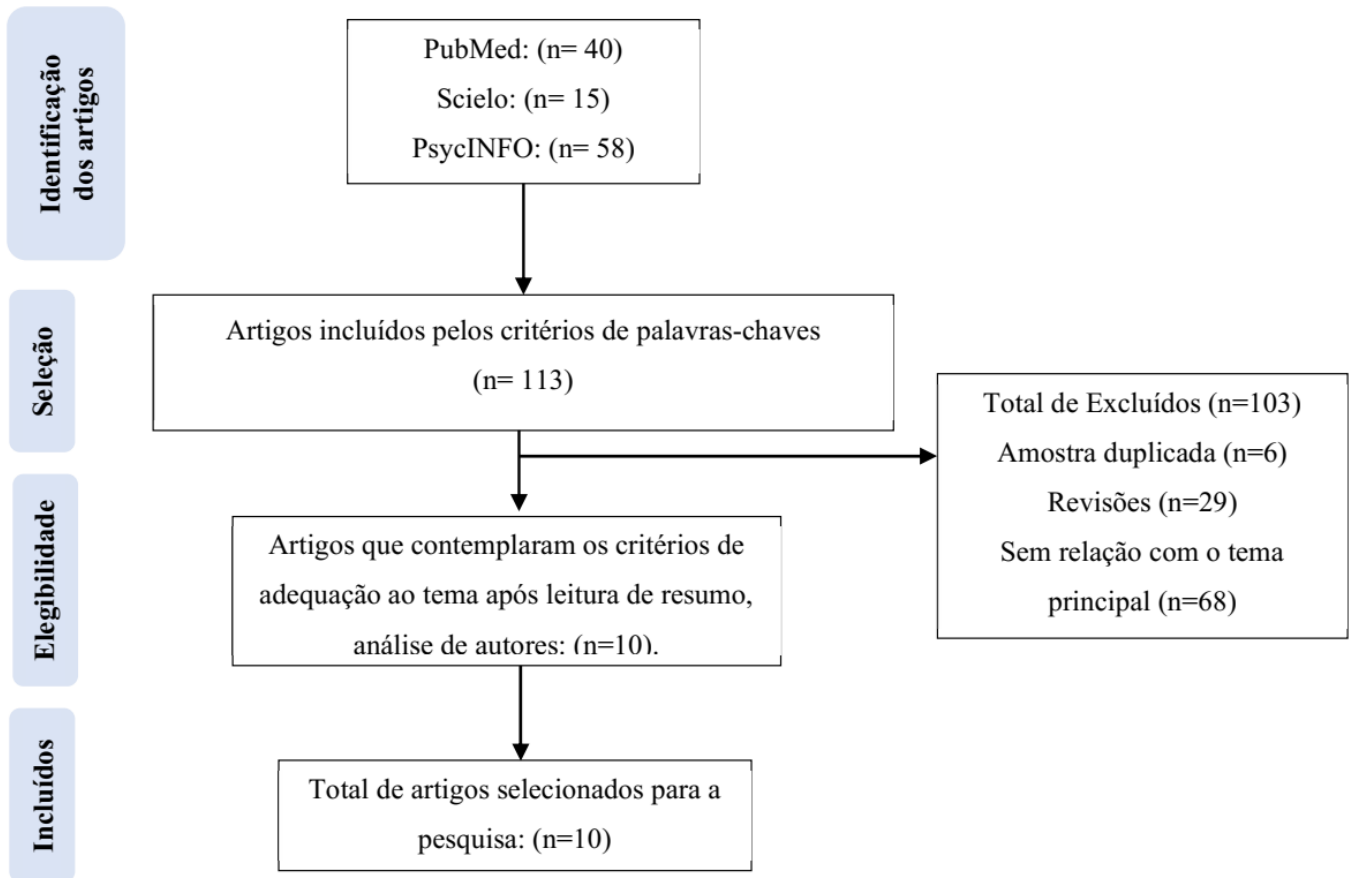 Identificação
dos artigos
PubMed: (n= 40)
Scielo: (n= 15)
PsycINFO: (n= 58)
Seleção
Artigos incluídos pelos critérios de palavras-chaves
(n= 113)
Total de Excluídos (n=103)
Amostra duplicada (n=6)
Revisões (n=29)
Sem relação com o tema
principal (n=68)
Elegibilidade
Artigos que contemplaram os critérios de
adequação ao tema após leitura de resumo,
análise de autores: (n=10).
Incluídos
Total de artigos selecionados para a
pesquisa: (n=10)